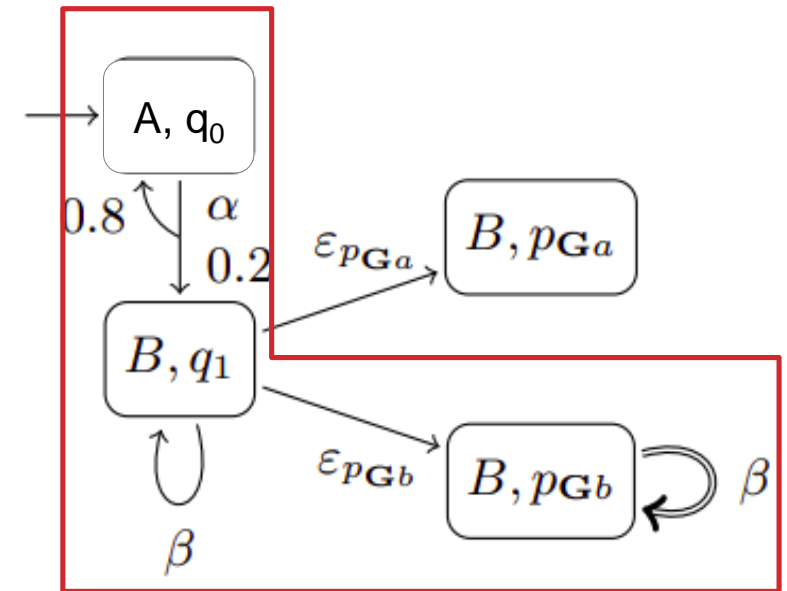 A, q₀
0.8
α
0.2
ε_{p_{𝐆a}}
B, p_{𝐆a}
B, q₁
ε_{p_{𝐆b}}
B, p_{𝐆b}
β
β